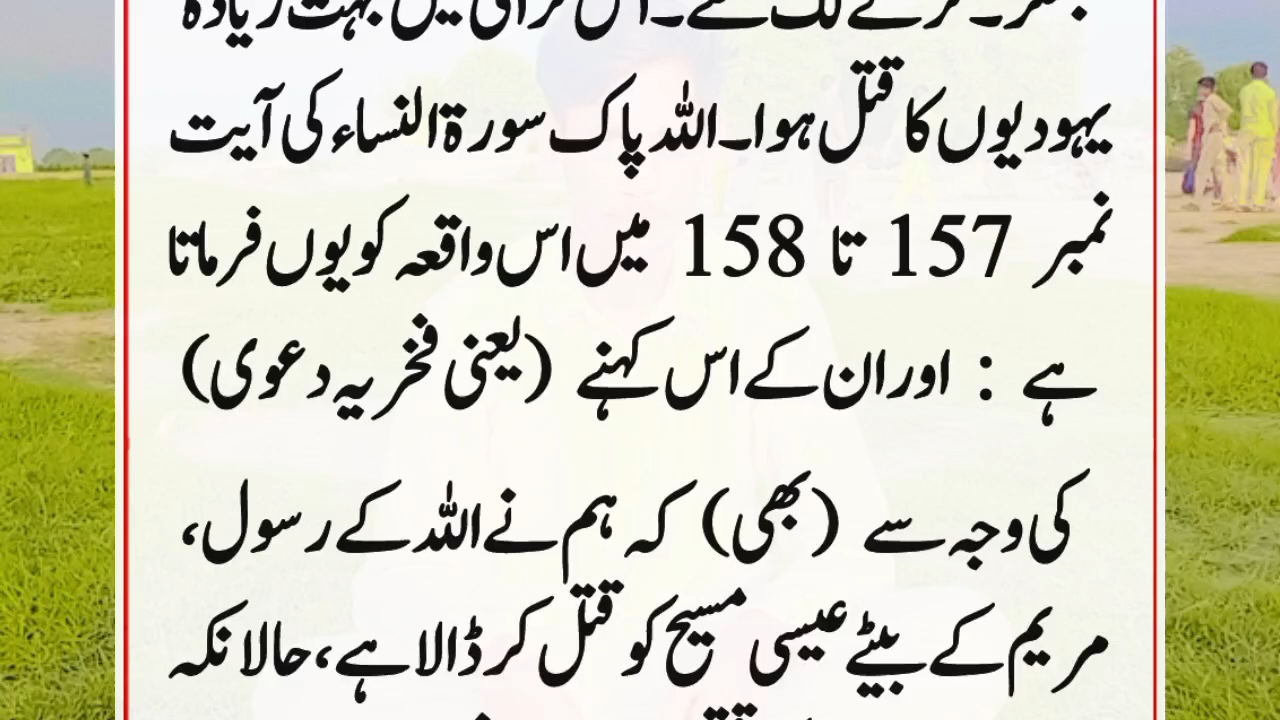 یہودیوں کا قتل ہوا۔ اللہ پاک سورۃ النساء کی آیت
نمبر 157 تا 158 میں اس واقعہ کو یوں فرماتا
ہے : اور ان کے اس کہنے (یعنی فخریہ دعوی)
کی وجہ سے (بھی) کہ ہم نے اللہ کے رسول،
مریم کے بیٹے عیسی مسیح کو قتل کر ڈالا ہے، حالانکہ